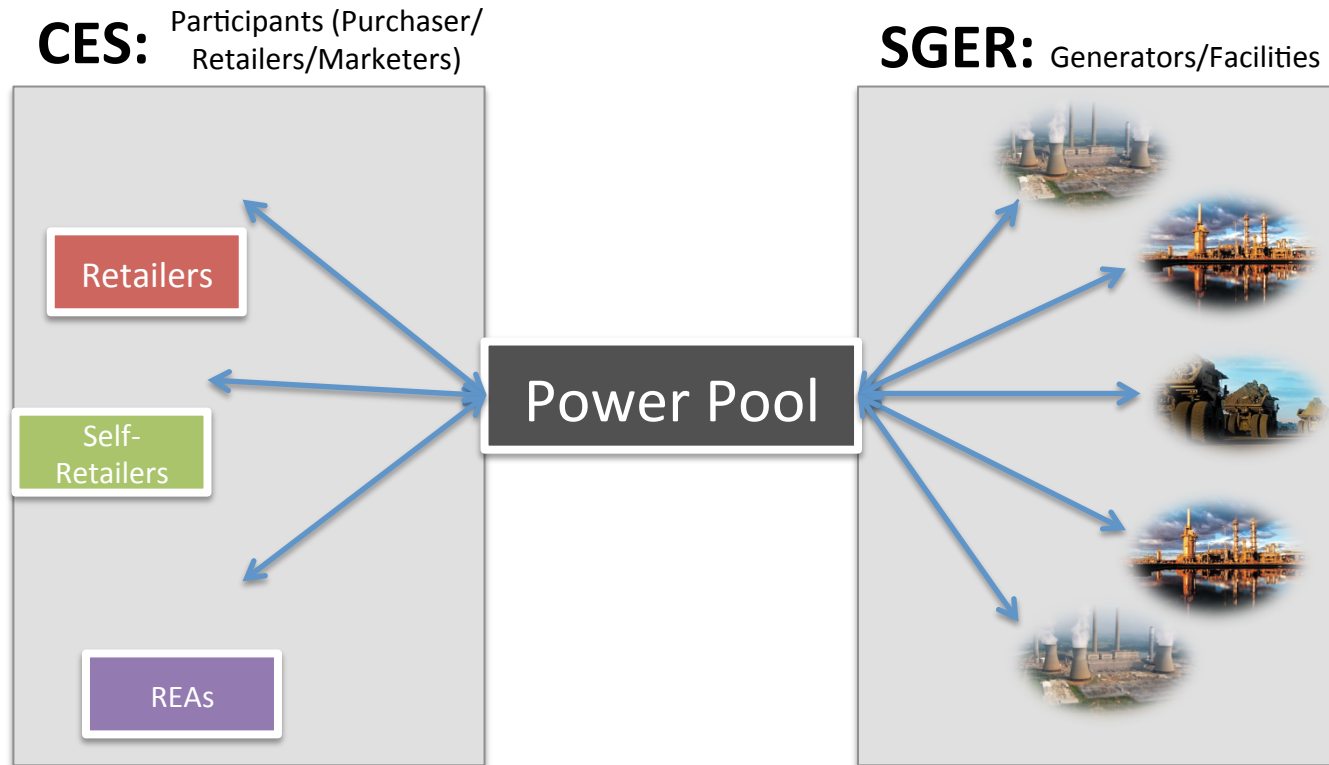 CES: Participants (Purchaser/
Retailers/Marketers)
SGER: Generators/Facilities
Retailers
Self-
Retailers
REAs
Power Pool